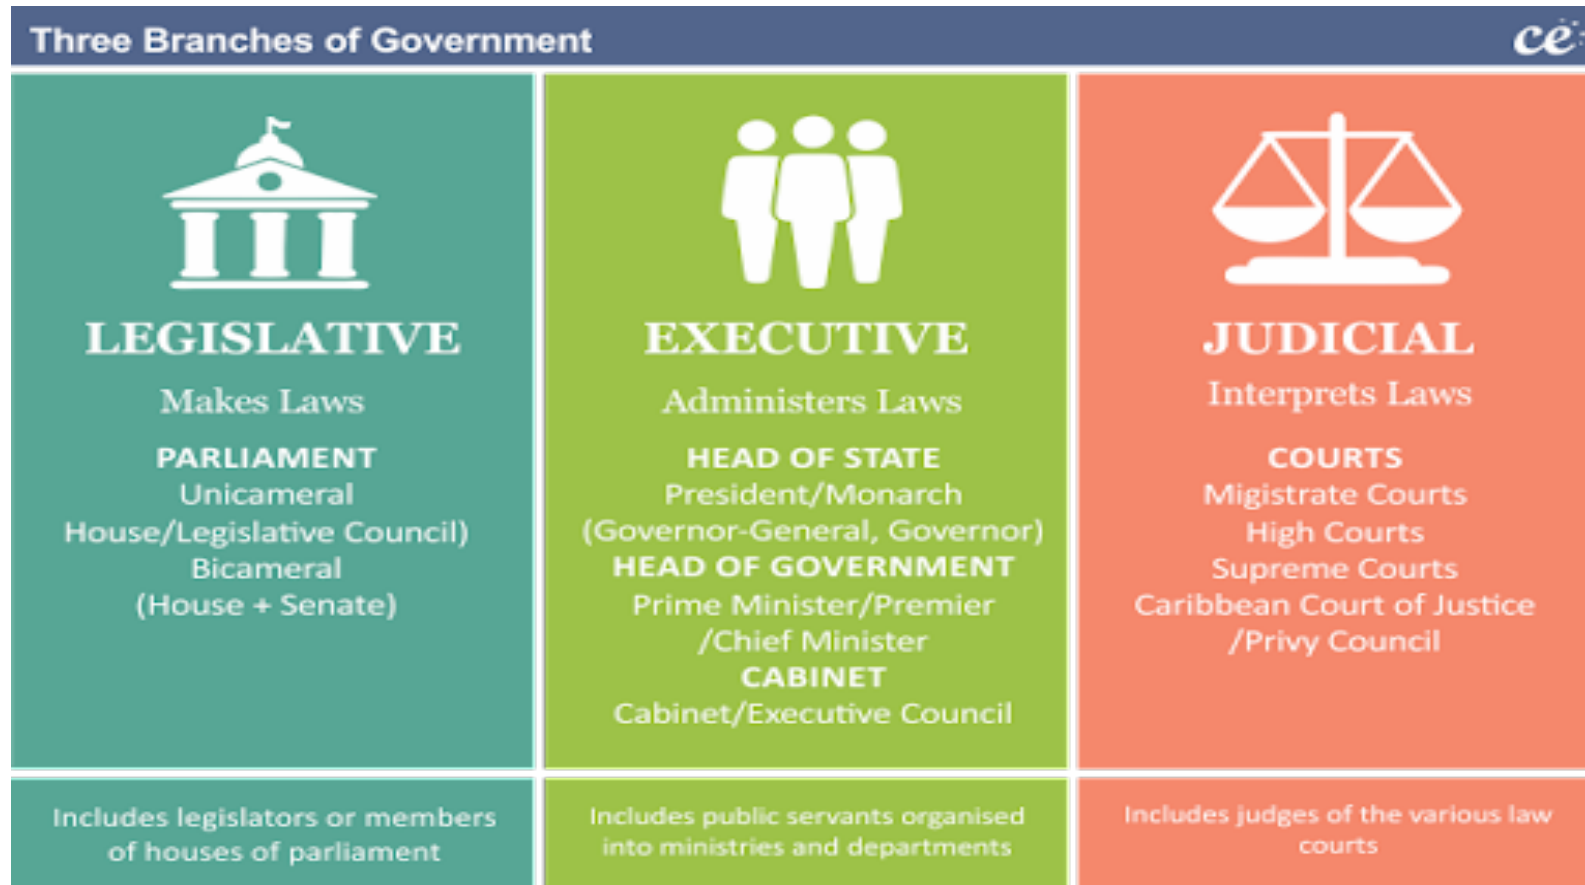 Three Branches of Government
ce
LEGISLATIVE
Makes Laws
PARLIAMENT
Unicameral
House/Legislative Council)
Bicameral
(House + Senate)
Includes legislators or members
of houses of parliament
EXECUTIVE
Administers Laws
HEAD OF STATE
President/Monarch
(Governor-General, Governor)
HEAD OF GOVERNMENT
Prime Minister/Premier
/Chief Minister
CABINET
Cabinet/Executive Council
Includes public servants organised
into ministries and departments
JUDICIAL
Interprets Laws
COURTS
Migistrate Courts
High Courts
Supreme Courts
Caribbean Court of Justice
/Privy Council
Includes judges of the various law
courts